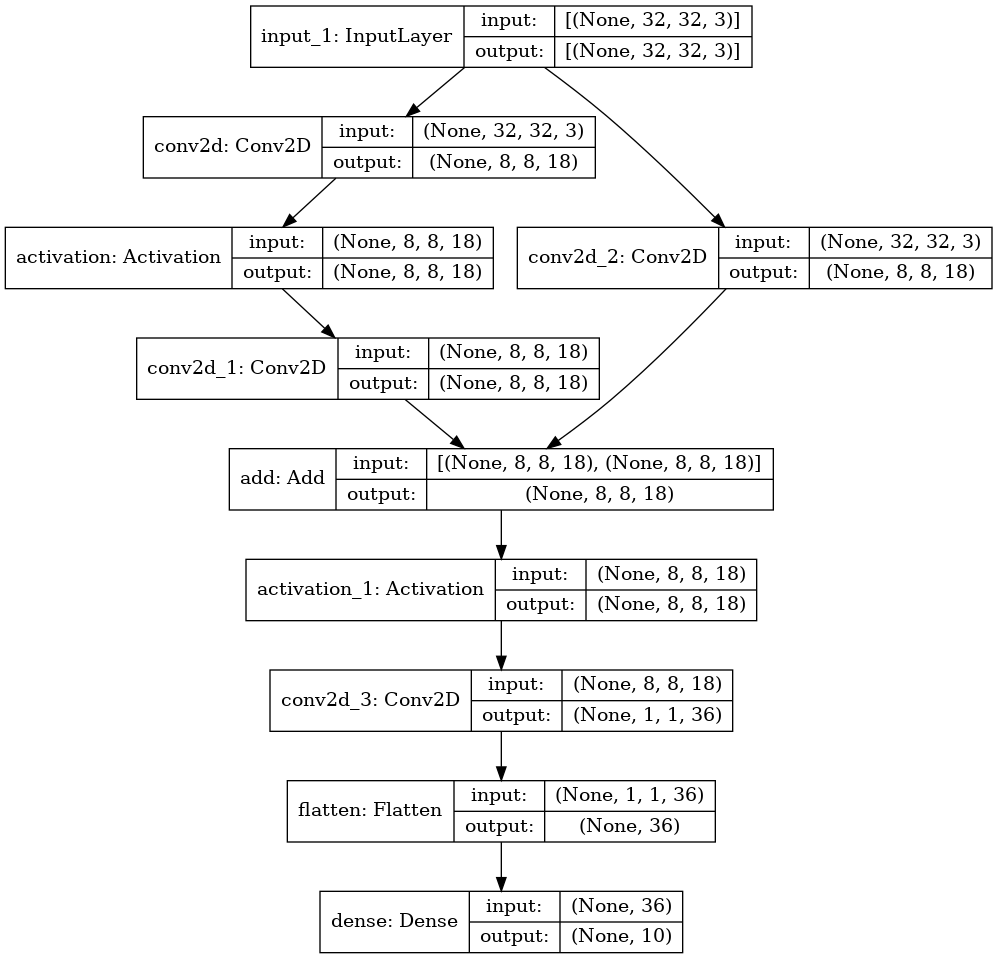 input_1: InputLayer input: [(None, 32, 32, 3)]
output: [(None, 32, 32, 3)]
conv2d: Conv2D input: (None, 32, 32, 3)
output: (None, 8, 8, 18)
activation: Activation input: (None, 8, 8, 18)
output: (None, 8, 8, 18)
conv2d_2: Conv2D input: (None, 32, 32, 3)
output: (None, 8, 8, 18)
conv2d_1: Conv2D input: (None, 8, 8, 18)
output: (None, 8, 8, 18)
add: Add input: [(None, 8, 8, 18), (None, 8, 8, 18)]
output: (None, 8, 8, 18)
activation_1: Activation input: (None, 8, 8, 18)
output: (None, 8, 8, 18)
conv2d_3: Conv2D input: (None, 8, 8, 18)
output: (None, 1, 1, 36)
flatten: Flatten input: (None, 1, 1, 36)
output: (None, 36)
dense: Dense input: (None, 36)
output: (None, 10)